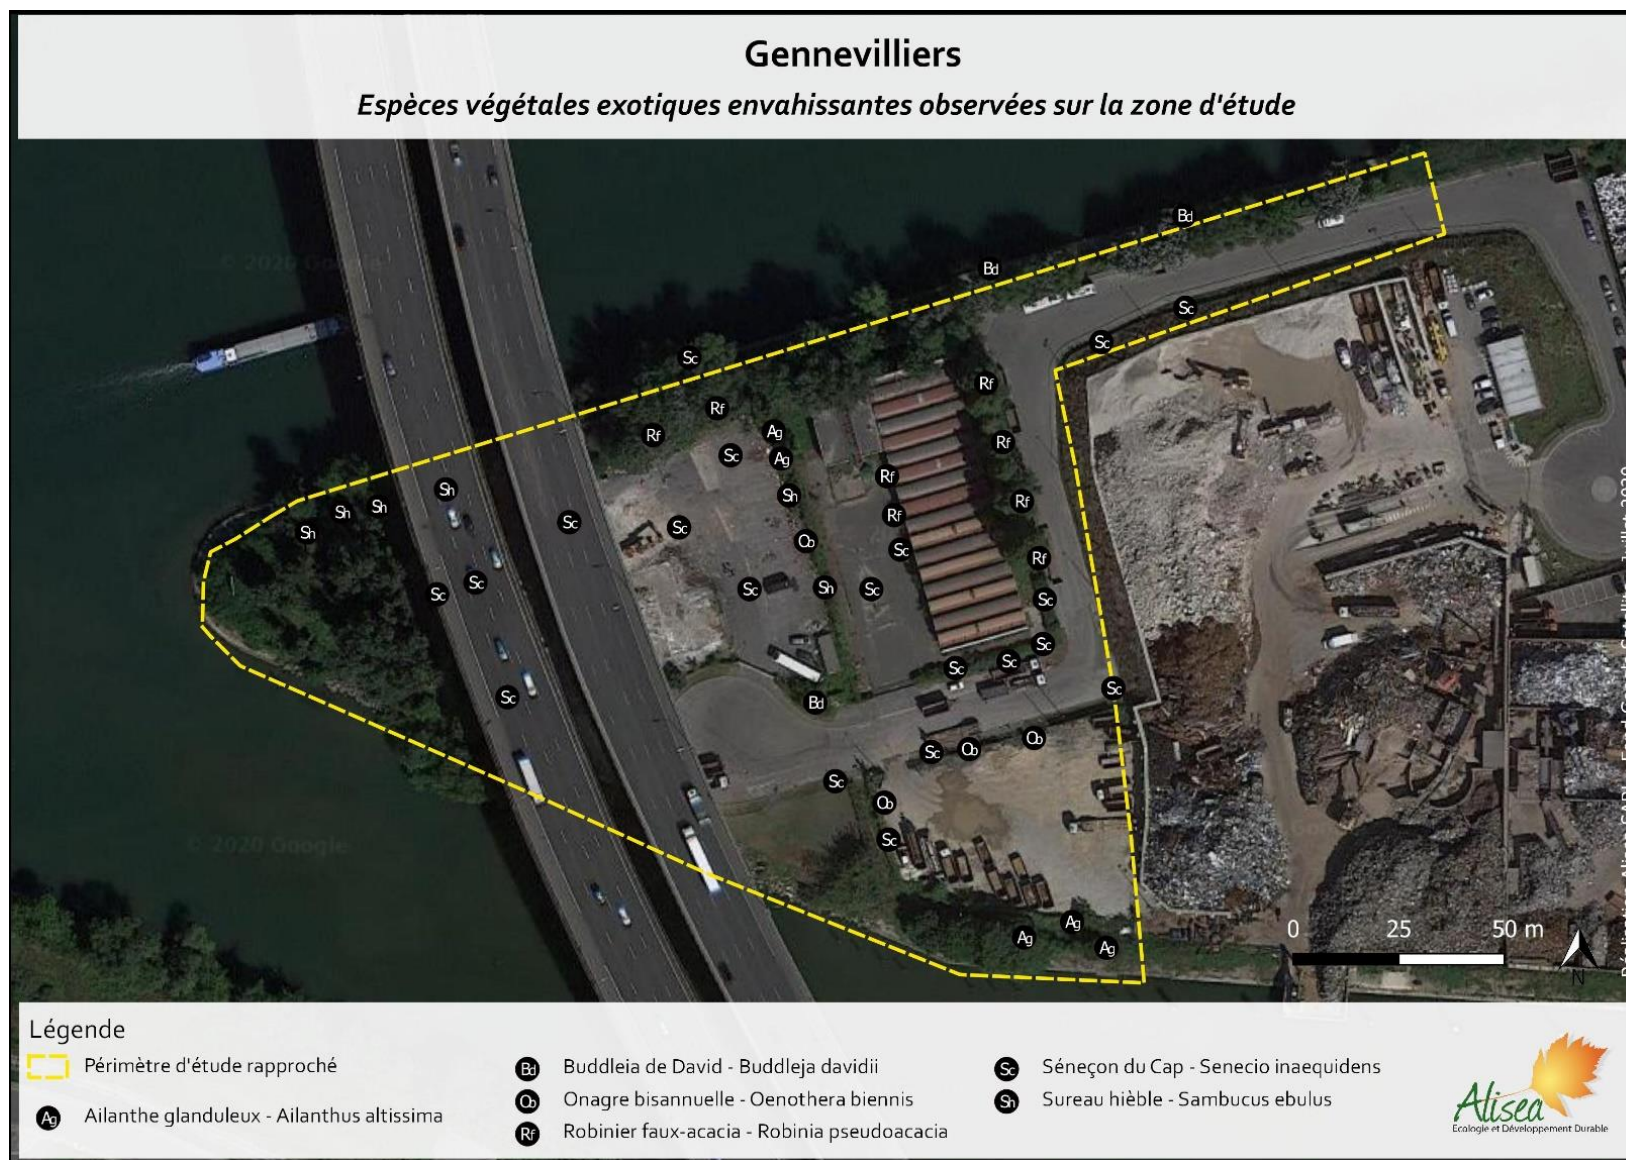 Gennevilliers
Espèces végétales exotiques envahissantes observées sur la zone d'étude
© 2020 Google
Bd
Bd
Sc
Sc
Sc
Rf
Rf
Rf
Ag
Sc
Ag
Rf
Rf
Sh
Sh
Sh
Sh
Sh
Rf
Rf
Sc
Sc
Sc
Ob
Sc
Rf
Sc
Sc
Sc
Sh
Sc
Sc
Sc
Sc
Sc
Sc
Sc
Bd
Ob
Sc
Ob
Sc
Ob
Sc
© 2020 Google
Ag
Ag
Ag
0 25 50 m
N
Légende
Périmètre d'étude rapproché
Ag Ailanthe glanduleux - Ailanthus altissima
Bd Buddleia de David - Buddleja davidii
Ob Onagre bisannuelle - Oenothera biennis
Rf Robinier faux-acacia - Robinia pseudoacacia
Sc Séneçon du Cap - Senecio inaequidens
Sh Sureau hièble - Sambucus ebulus
Alisea
Écologie et Développement Durable